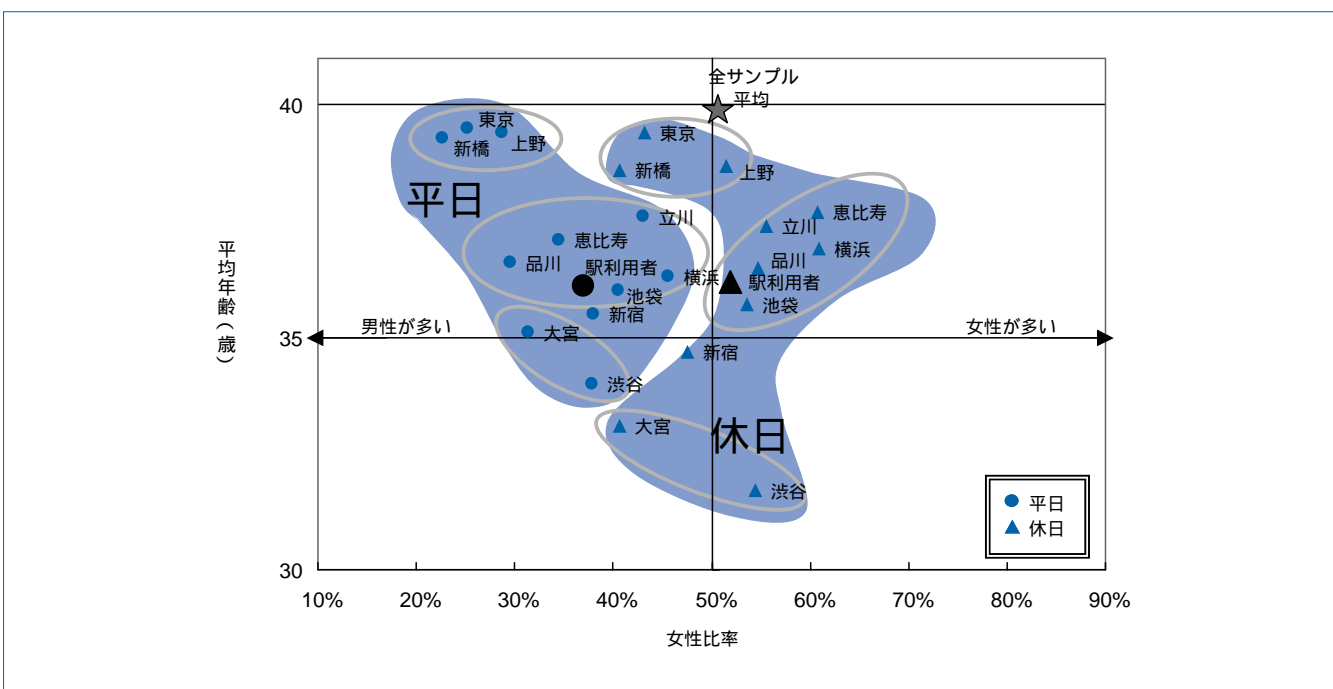 全サンプル
平均
40
東京
新橋
上野
平日
東京
新橋
上野
立川
恵比寿
品川
駅利用者
横浜
池袋
新宿
大宮
渋谷
恵比寿
立川
横浜
品川
駅利用者
池袋
平均年齢(歳)
男性が多い
女性が多い
35
新宿
大宮
休日
渋谷
平日
休日
30
10%
20%
30%
40%
50%
60%
70%
80%
90%
女性比率